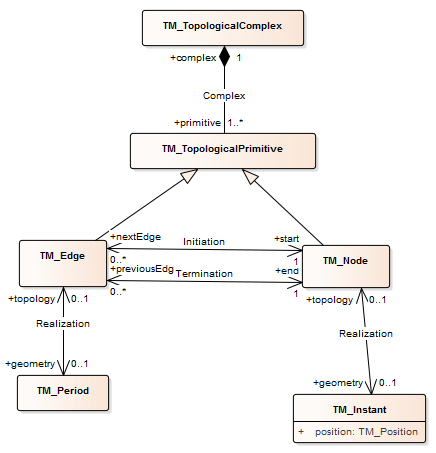 TM_TopologicalComplex
+complex 1
Complex
+primitive 1..*
TM_TopologicalPrimitive
+nextEdge +start
Initiation
0..* 1
TM_Edge
TM_Node
+previousEdg +end
Termination
0..* 1
+topology 0..1
+topology 0..1
Realization
Realization
+geometry 0..1
+geometry 0..1
TM_Period
TM_Instant
+ position: TM_Position